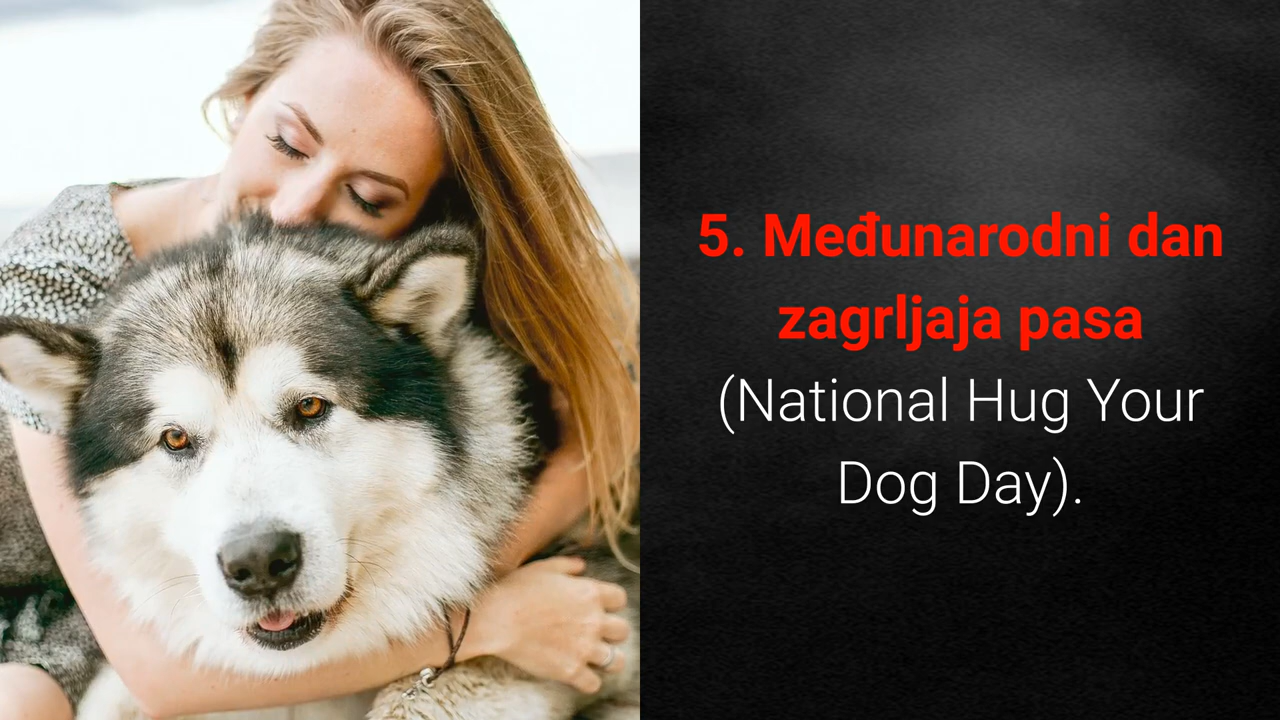 5. Međunarodni dan
zagrljaja pasa
(National Hug Your
Dog Day).